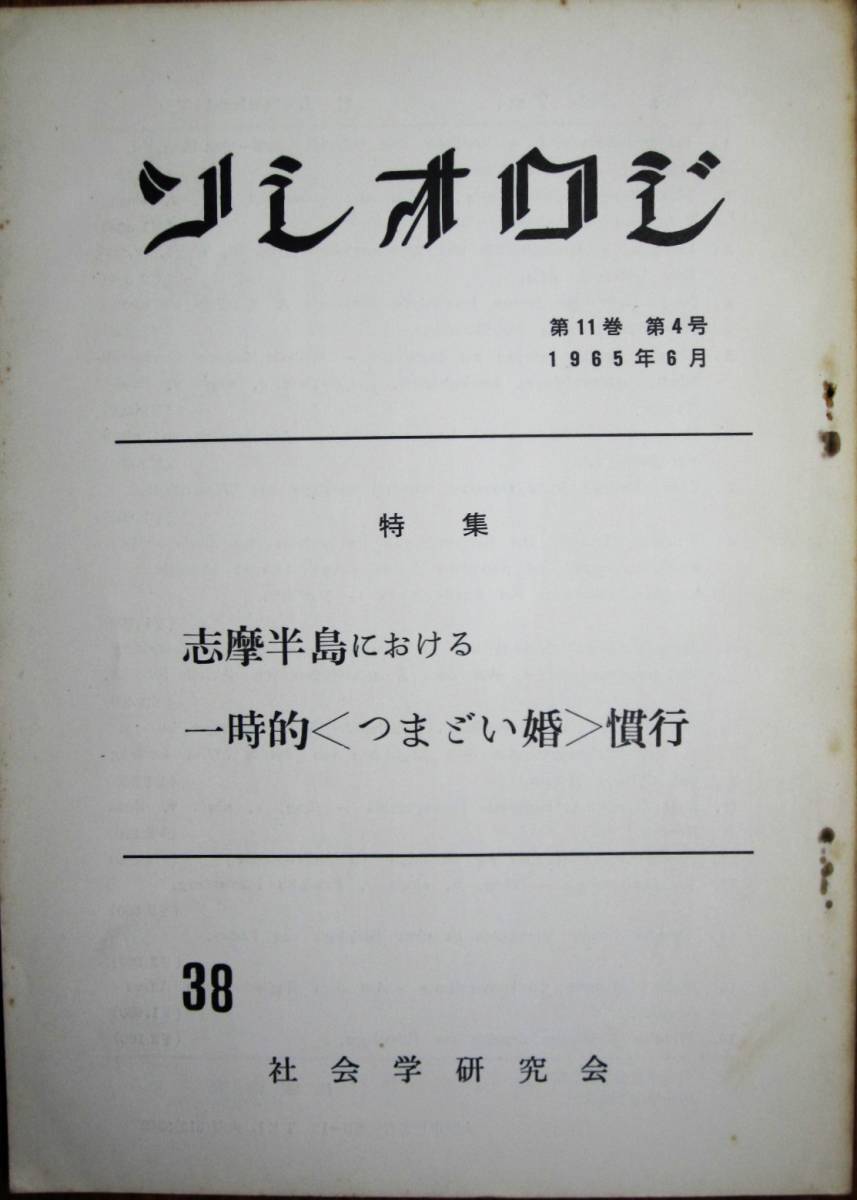 ソシオロジ
第11巻 第4号
1965年6月
特集
志摩半島における
一時的＜つまどい婚＞慣行
38
社会学研究会